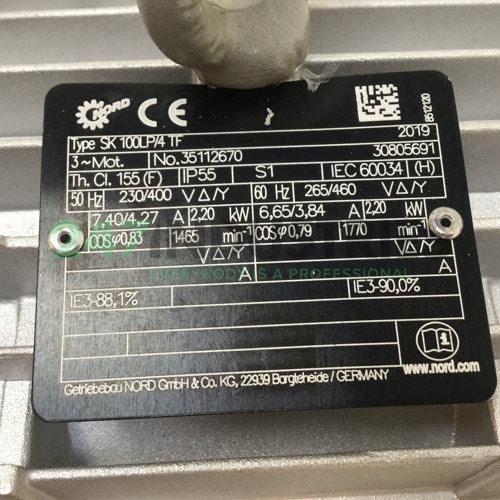 NORD CE
8512120
Type SK 100LP/4 TF 2019
3~Mot. No. 35112670 30805691
Th. Cl. 155 (F) IP55 S1 IEC 60034 (H)
50 Hz 230/400 V Δ/Y 60 Hz 265/460 V Δ/Y
7,40/4,27 A 2,20 kW 6,65/3,84 A 2,20 kW
COS φ 0,83 1465 min⁻¹ COS φ 0,79 1770 min⁻¹
V Δ/Y V Δ/Y
A A
IS A PROFESSIONAL
IE3-88,1% IE3-90,0%
i
www.nord.com
Getriebebau NORD GmbH & Co. KG, 22939 Bargteheide / GERMANY